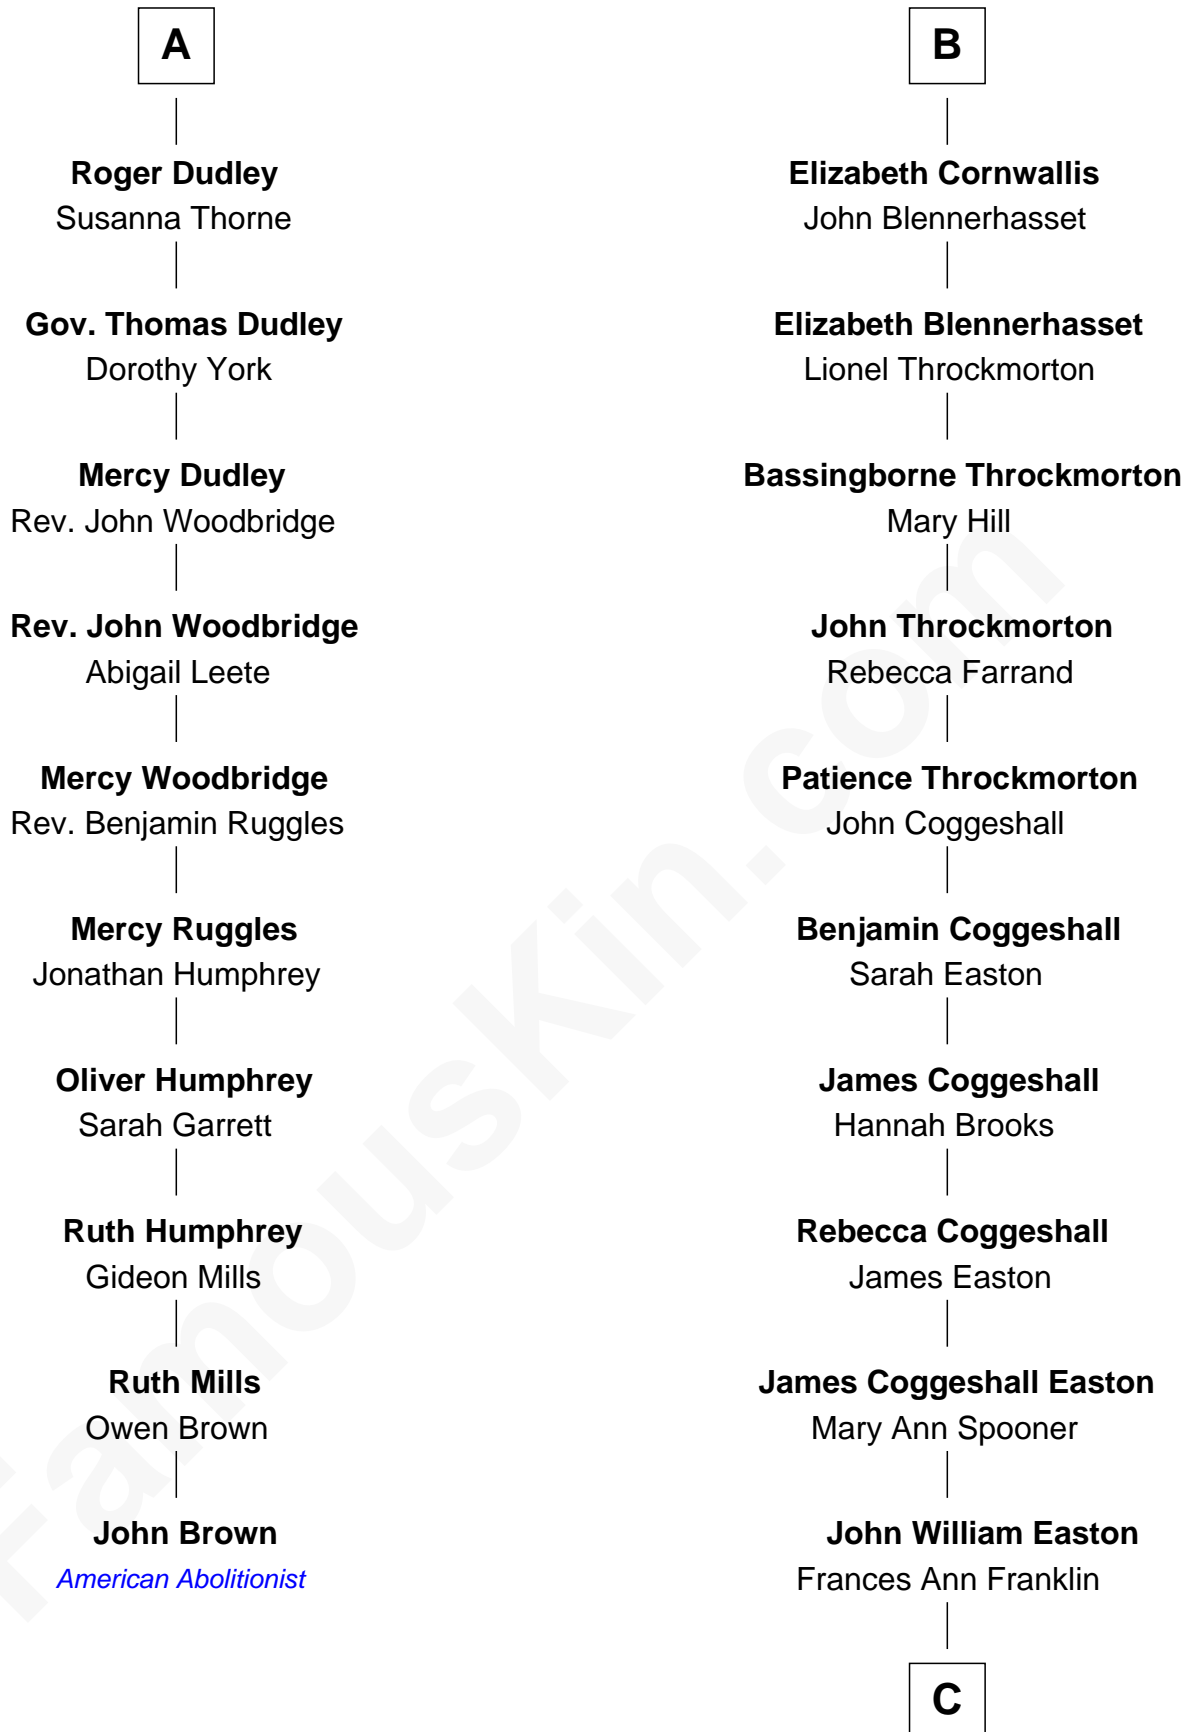 A
Roger Dudley
Susanna Thorne
Gov. Thomas Dudley
Dorothy York
Mercy Dudley
Rev. John Woodbridge
Rev. John Woodbridge
Abigail Leete
Mercy Woodbridge
Rev. Benjamin Ruggles
Mercy Ruggles
Jonathan Humphrey
Oliver Humphrey
Sarah Garrett
Ruth Humphrey
Gideon Mills
Ruth Mills
Owen Brown
John Brown
American Abolitionist
B
Elizabeth Cornwallis
John Blennerhasset
Elizabeth Blennerhasset
Lionel Throckmorton
Bassingborne Throckmorton
Mary Hill
John Throckmorton
Rebecca Farrand
Patience Throckmorton
John Coggeshall
Benjamin Coggeshall
Sarah Easton
James Coggeshall
Hannah Brooks
Rebecca Coggeshall
James Easton
James Coggeshall Easton
Mary Ann Spooner
John William Easton
Frances Ann Franklin
C
FamousKin.com